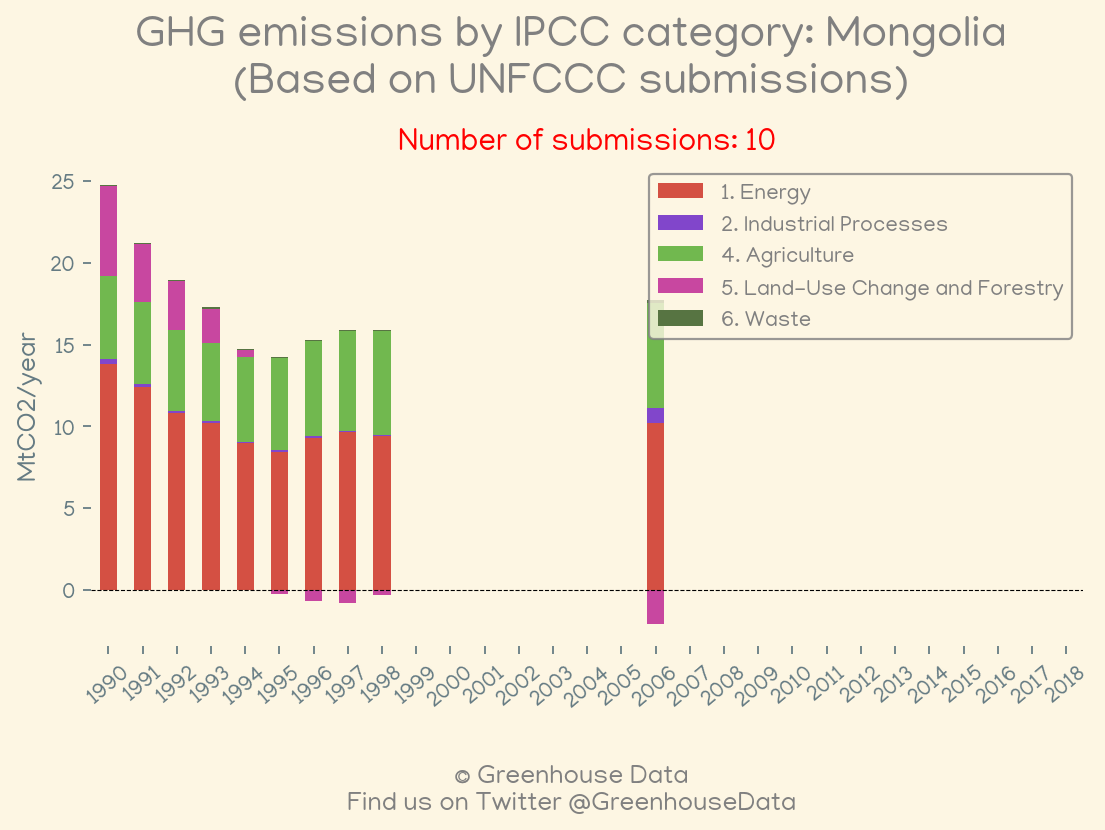 GHG emissions by IPCC category: Mongolia
(Based on UNFCCC submissions)
Number of submissions: 10
1. Energy
2. Industrial Processes
4. Agriculture
5. Land-Use Change and Forestry
6. Waste
MtCO2/year
25
20
15
10
5
0
1990 1991 1992 1993 1994 1995 1996 1997 1998 1999 2000 2001 2002 2003 2004 2005 2006 2007 2008 2009 2010 2011 2012 2013 2014 2015 2016 2017 2018
© Greenhouse Data
Find us on Twitter @GreenhouseData